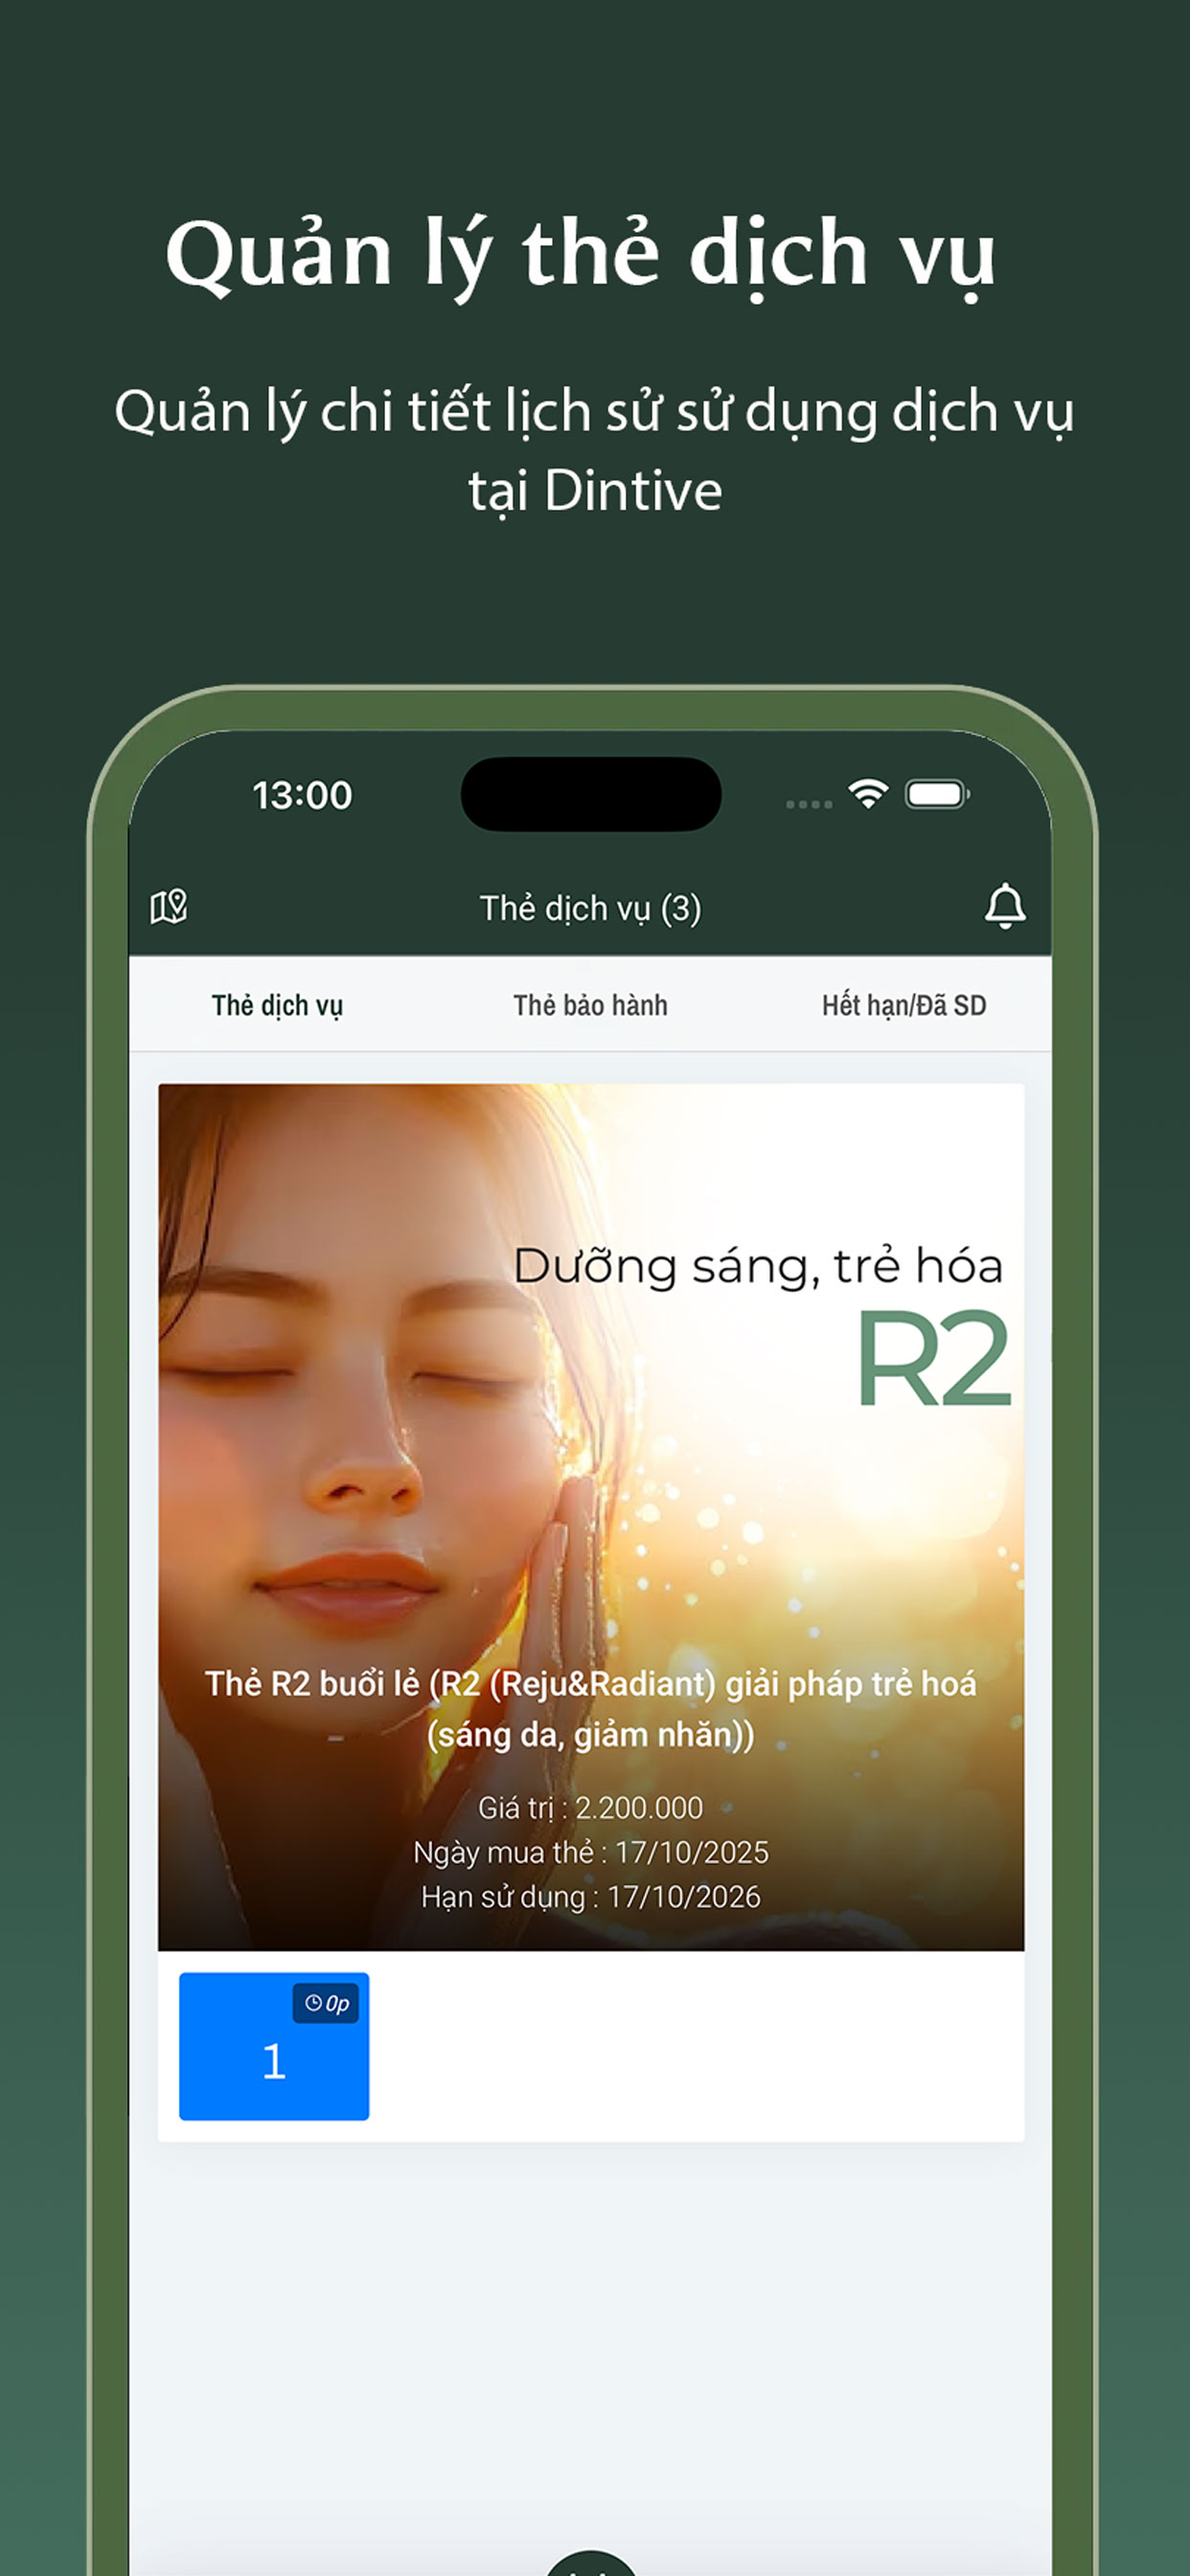 Quản lý thẻ dịch vụ
Quản lý chi tiết lịch sử sử dụng dịch vụ
tại Dintive
13:00
Thẻ dịch vụ (3)
Thẻ dịch vụ
Thẻ bảo hành
Hết hạn/Đã SD
Dưỡng sáng, trẻ hóa
R2
Thẻ R2 buổi lẻ (R2 (Reju&Radiant) giải pháp trẻ hoá
(sáng da, giảm nhăn))
Giá trị : 2.200.000
Ngày mua thẻ : 17/10/2025
Hạn sử dụng : 17/10/2026
0p
1